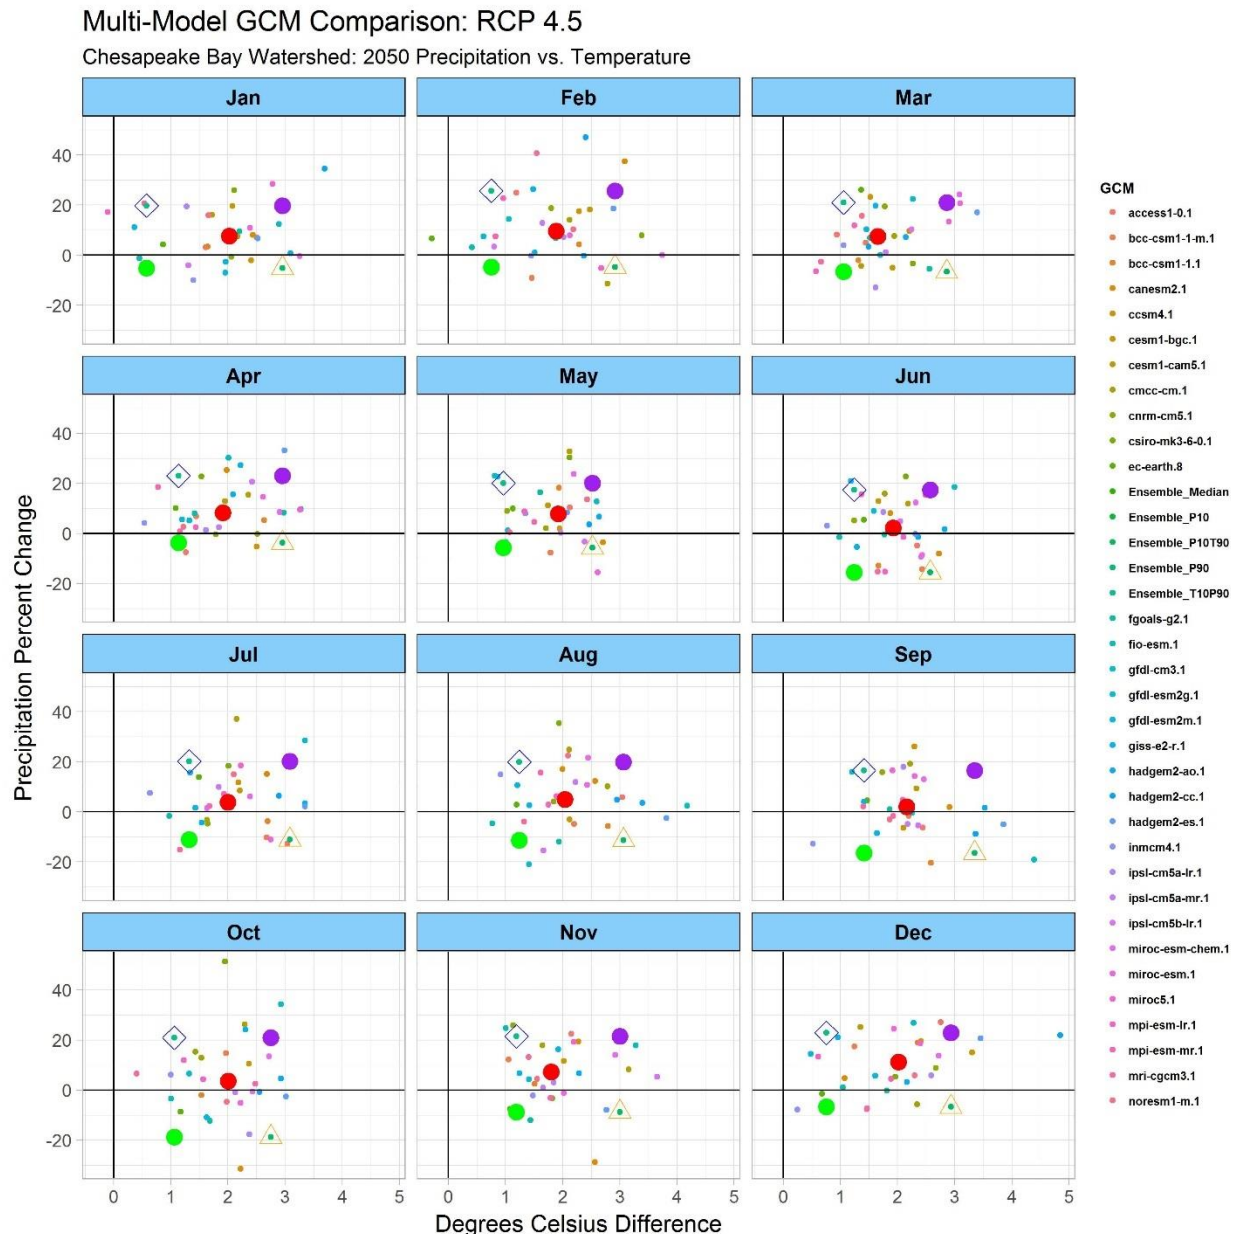 Multi-Model GCM Comparison: RCP 4.5
Chesapeake Bay Watershed: 2050 Precipitation vs. Temperature
Jan
Feb
Mar
40
20
0
-20
Apr
May
Jun
40
20
0
-20
Jul
Aug
Sep
40
20
0
-20
Oct
Nov
Dec
40
20
0
-20
0 1 2 3 4 5
0 1 2 3 4 5
0 1 2 3 4 5
Precipitation Percent Change
Degrees Celsius Difference
GCM
access1-0.1
bcc-csm1-1-m.1
bcc-csm1-1.1
canesm2.1
ccsm4.1
cesm1-bgc.1
cesm1-cam5.1
cmcc-cm.1
cnrm-cm5.1
csiro-mk3-6-0.1
ec-earth.8
Ensemble_Median
Ensemble_P10
Ensemble_P10T90
Ensemble_P90
Ensemble_T10P90
fgoals-g2.1
fio-esm.1
gfdl-cm3.1
gfdl-esm2g.1
gfdl-esm2m.1
giss-e2-r.1
hadgem2-ao.1
hadgem2-cc.1
hadgem2-es.1
inmcm4.1
ipsl-cm5a-lr.1
ipsl-cm5a-mr.1
ipsl-cm5b-lr.1
miroc-esm-chem.1
miroc-esm.1
miroc5.1
mpi-esm-lr.1
mpi-esm-mr.1
mri-cgcm3.1
noresm1-m.1